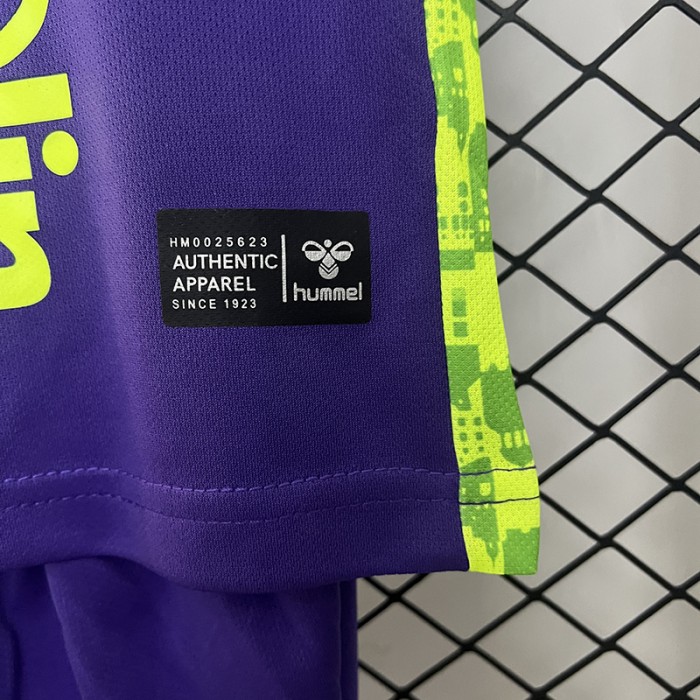 HM0025623
AUTHENTIC
APPAREL
SINCE 1923
hummel